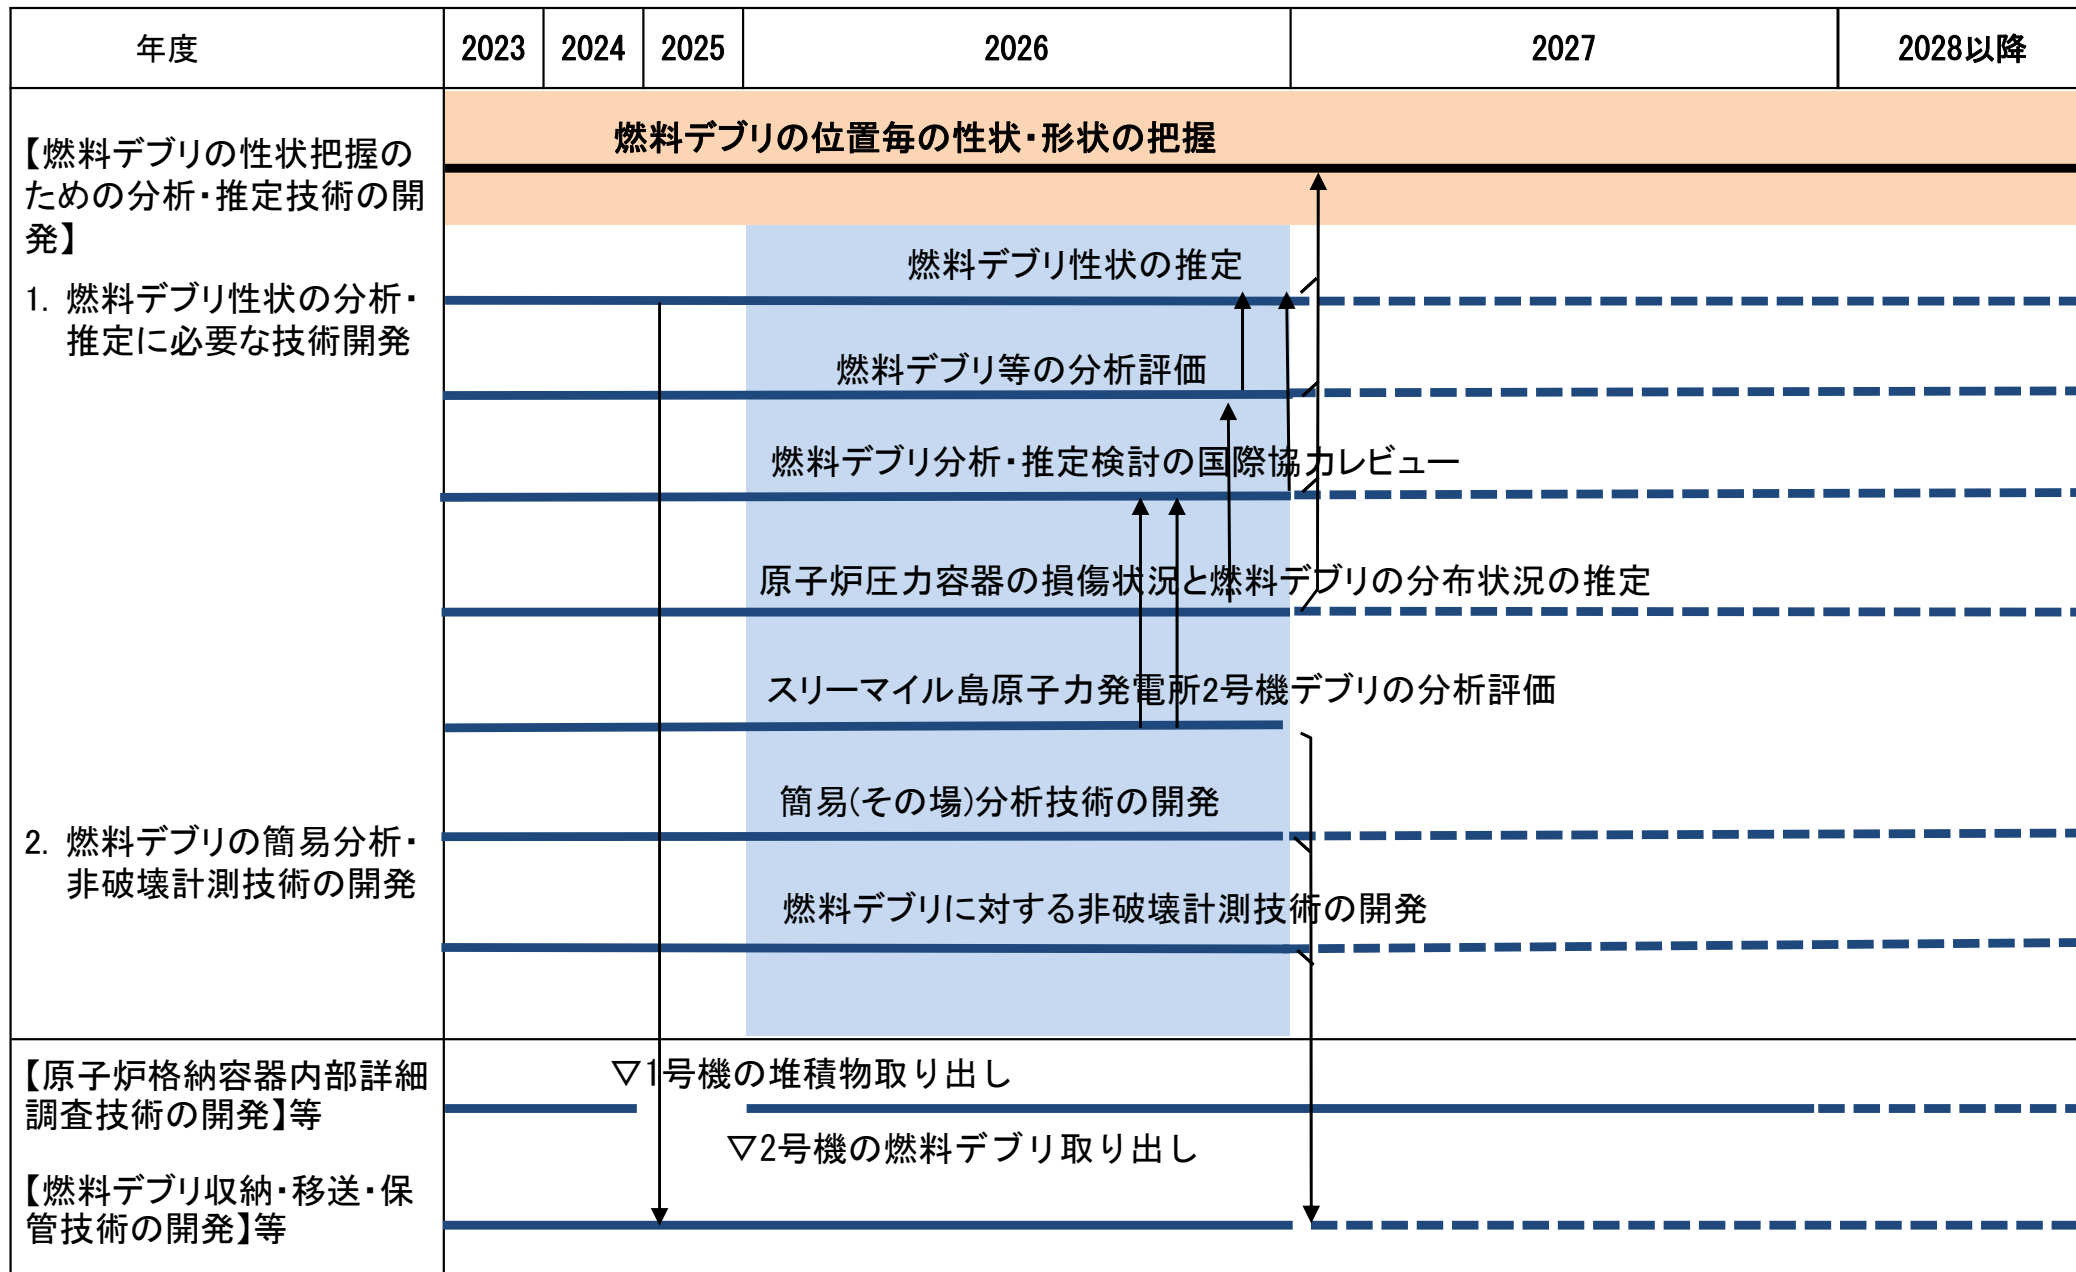 年度
2023
2024
2025
2026
2027
2028以降
【燃料デブリの性状把握の
ための分析・推定技術の開
発】
燃料デブリの位置毎の性状・形状の把握
1. 燃料デブリ性状の分析・
推定に必要な技術開発
燃料デブリ性状の推定
燃料デブリ等の分析評価
燃料デブリ分析・推定検討の国際協力レビュー
原子炉圧力容器の損傷状況と燃料デブリの分布状況の推定
スリーマイル島原子力発電所2号機デブリの分析評価
2. 燃料デブリの簡易分析・
非破壊計測技術の開発
簡易(その場)分析技術の開発
燃料デブリに対する非破壊計測技術の開発
【原子炉格納容器内部詳細
調査技術の開発】等
▽1号機の堆積物取り出し
▽2号機の燃料デブリ取り出し
【燃料デブリ収納・移送・保
管技術の開発】等